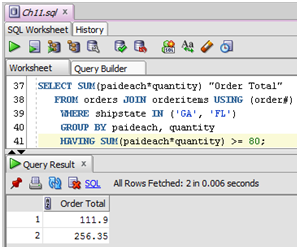 Ch11.sql
SQL Worksheet History
Worksheet Query Builder
37 SELECT SUM(paideach*quantity) "Order Total"
38 FROM orders JOIN orderitems USING (order#)
39 WHERE shipstate IN ('GA', 'FL')
40 GROUP BY paideach, quantity
41 HAVING SUM(paideach*quantity) >= 80;
Query Result
SQL All Rows Fetched: 2 in 0.006 seconds
Order Total
1 111.9
2 256.35